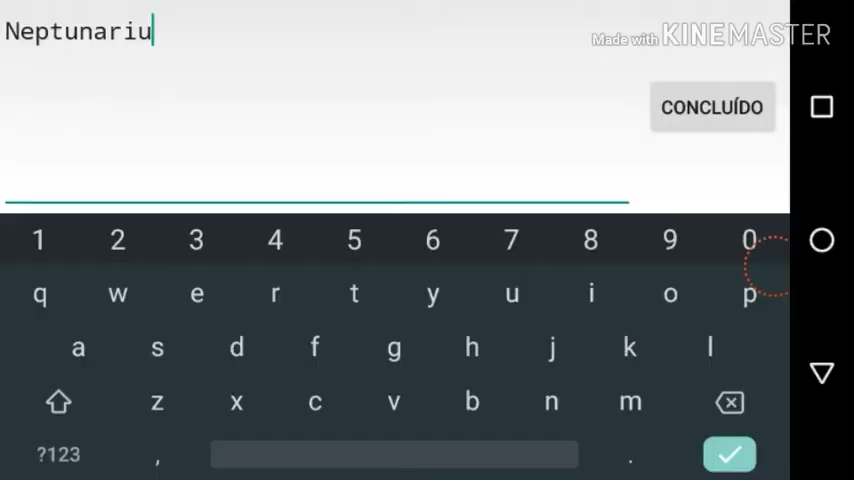 Neptunariu
Made with KINEMASTER
CONCLUÍDO
1 2 3 4 5 6 7 8 9 0
q w e r t y u i o p
a s d f g h j k l
z x c v b n m
?123 , .